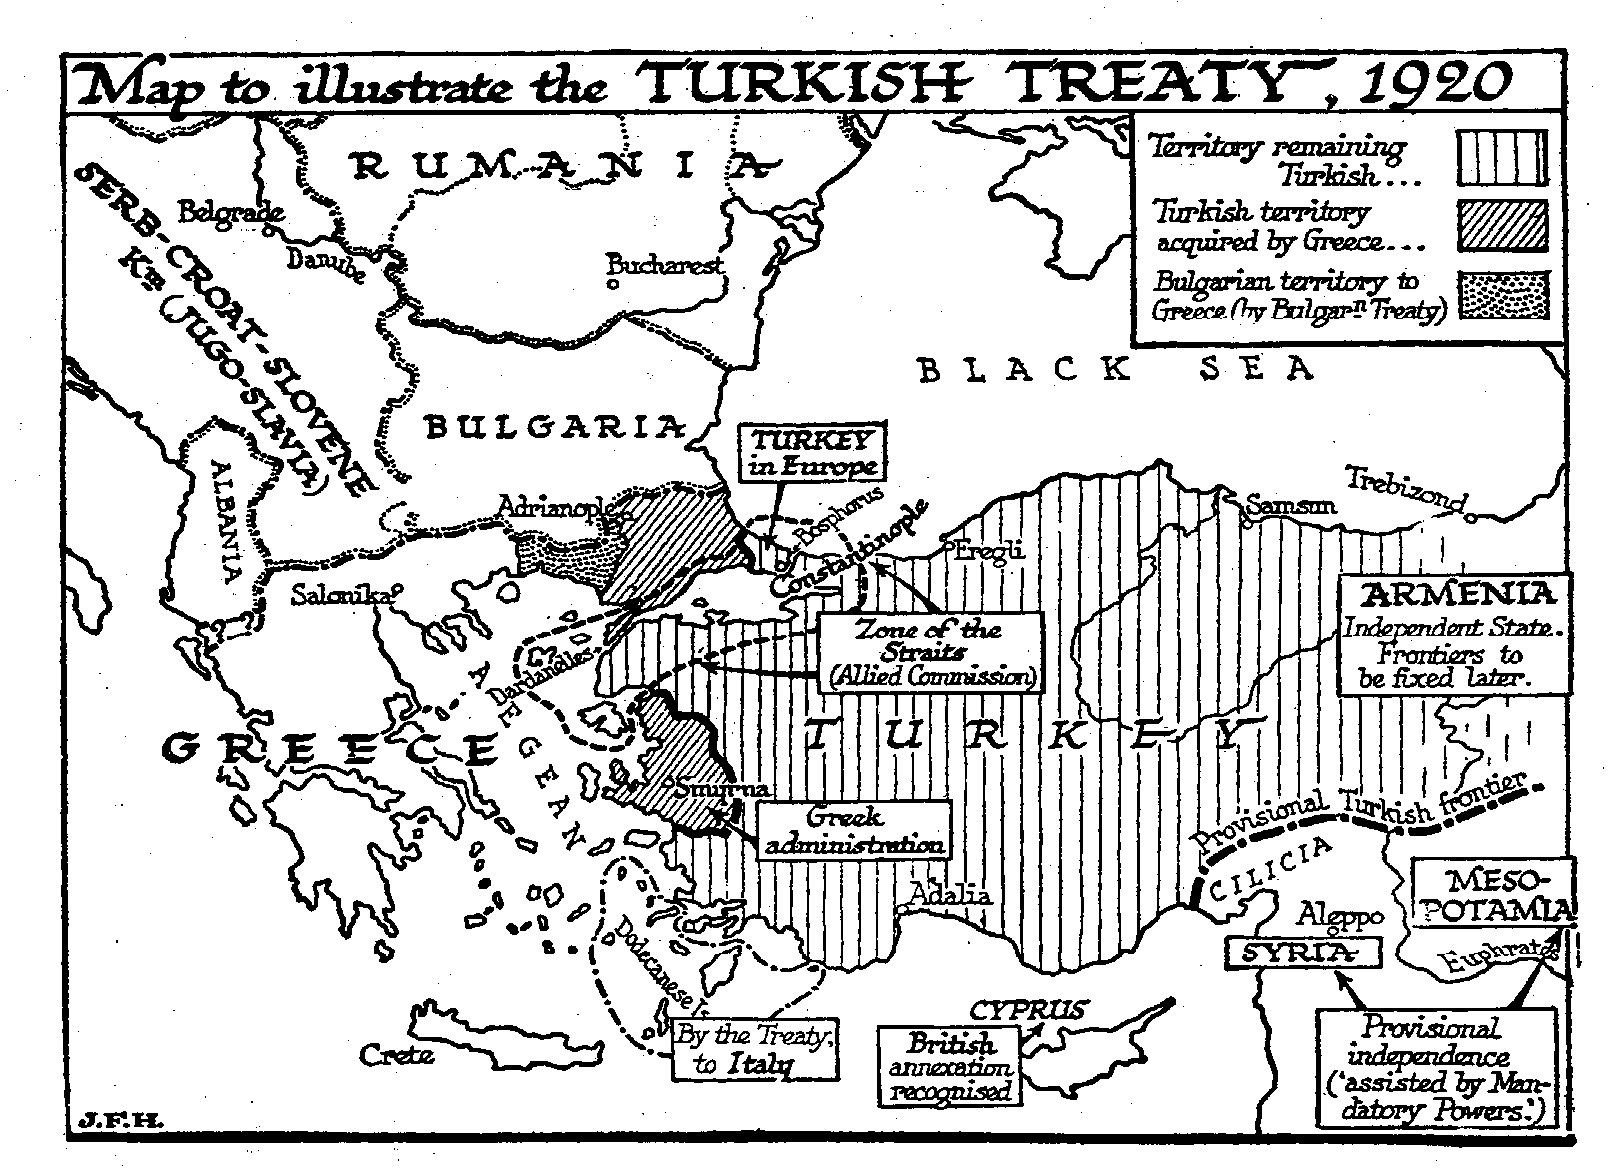 Map to illustrate the TURKISH TREATY, 1920
Territory remaining
Turkish...
Turkish territory
acquired by Greece...
Bulgarian territory to
Greece (by Bulgarn Treaty)
RUMANIA
SERB-CROAT-SLOVENE
Km (JUGO-SLAVIA)
Belgrade
Danube
Bucharest
BLACK SEA
BULGARIA
TURKEY
in Europe
ALBANIA
Adrianople
Bosphorus
Constantinople
Samsun
Trebizond
Eregli
Salonika
ARMENIA
Independent State.
Frontiers to
be fixed later.
Zone of the
Straits
(Allied Commission)
Dardanelles
AEGEAN
GREECE
TURKEY
Smyrna
Greek
administration
Provisional Turkish frontier
CILICIA
Adalia
MESO-
POTAMIA
Aleppo
SYRIA
Euphrates
Dodecanese Is.
CYPRUS
British
annexation
recognised
By the Treaty,
to Italy
Crete
Provisional
independence
('assisted by Man-
datory Powers.')
J.F.H.